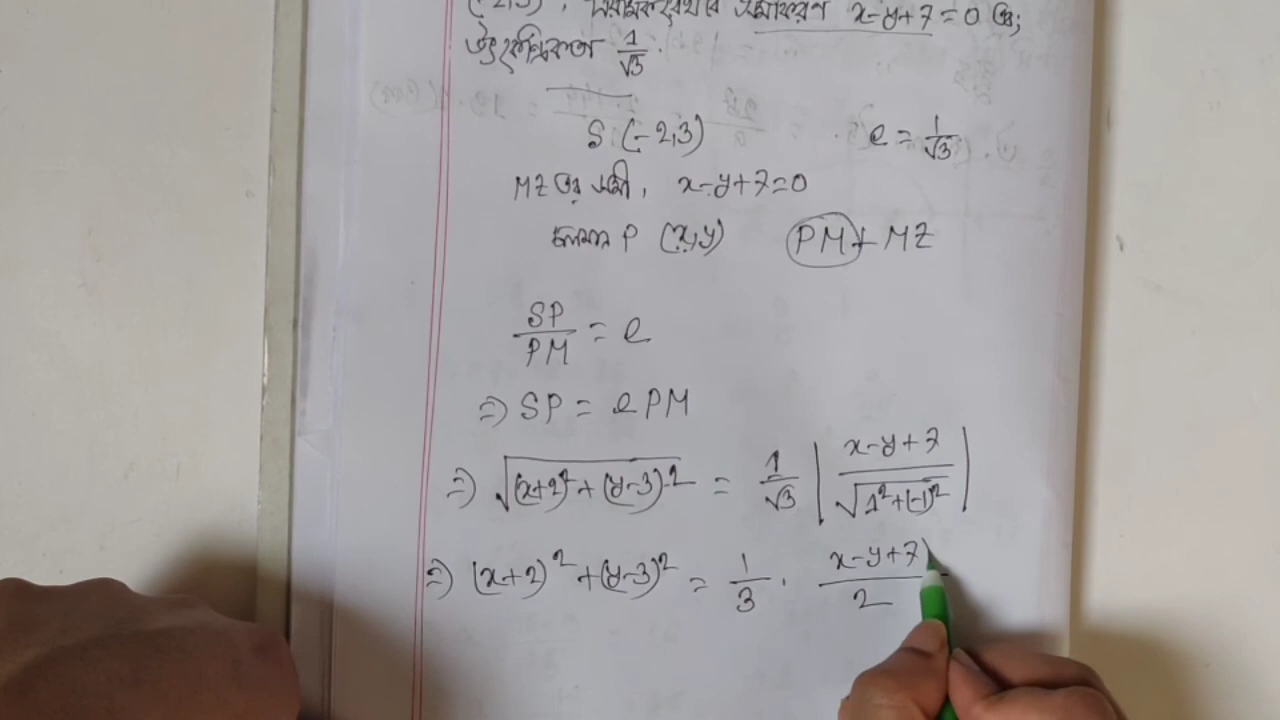 (-2,3). নিয়ামকরেখার সমীকরণ x-y+7=0 এবং
উৎকেন্দ্রিকতা 1/√3.
S (-2,3) e = 1/√3
MZ এর সমী, x-y+7=0
P (x,y) PM ⊥ MZ
SP/PM = e
⇒ SP = e PM
⇒ √((x+2)²+(y-3)²) = 1/√3 |(x-y+7)/√(1²+(-1)²)|
⇒ (x+2)²+(y-3)² = 1/3 . (x-y+7)/2